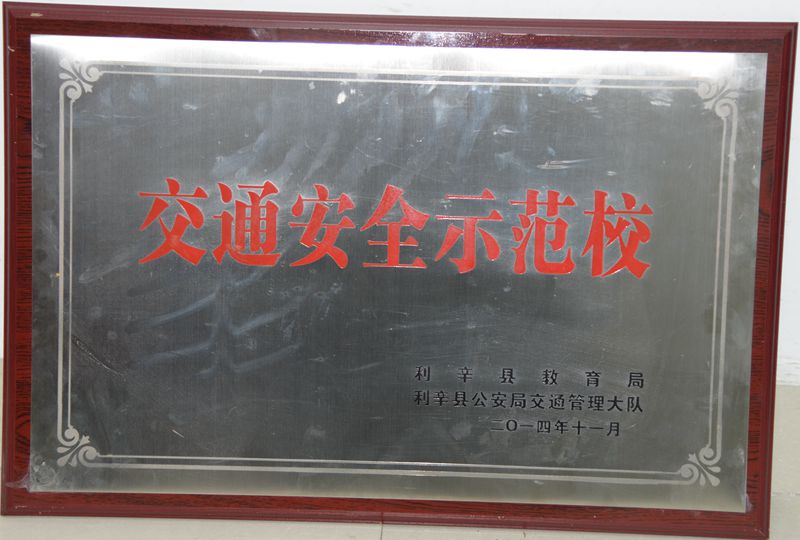 交通安全示范校
利辛县教育局
利辛县公安局交通管理大队
二〇一四年十一月